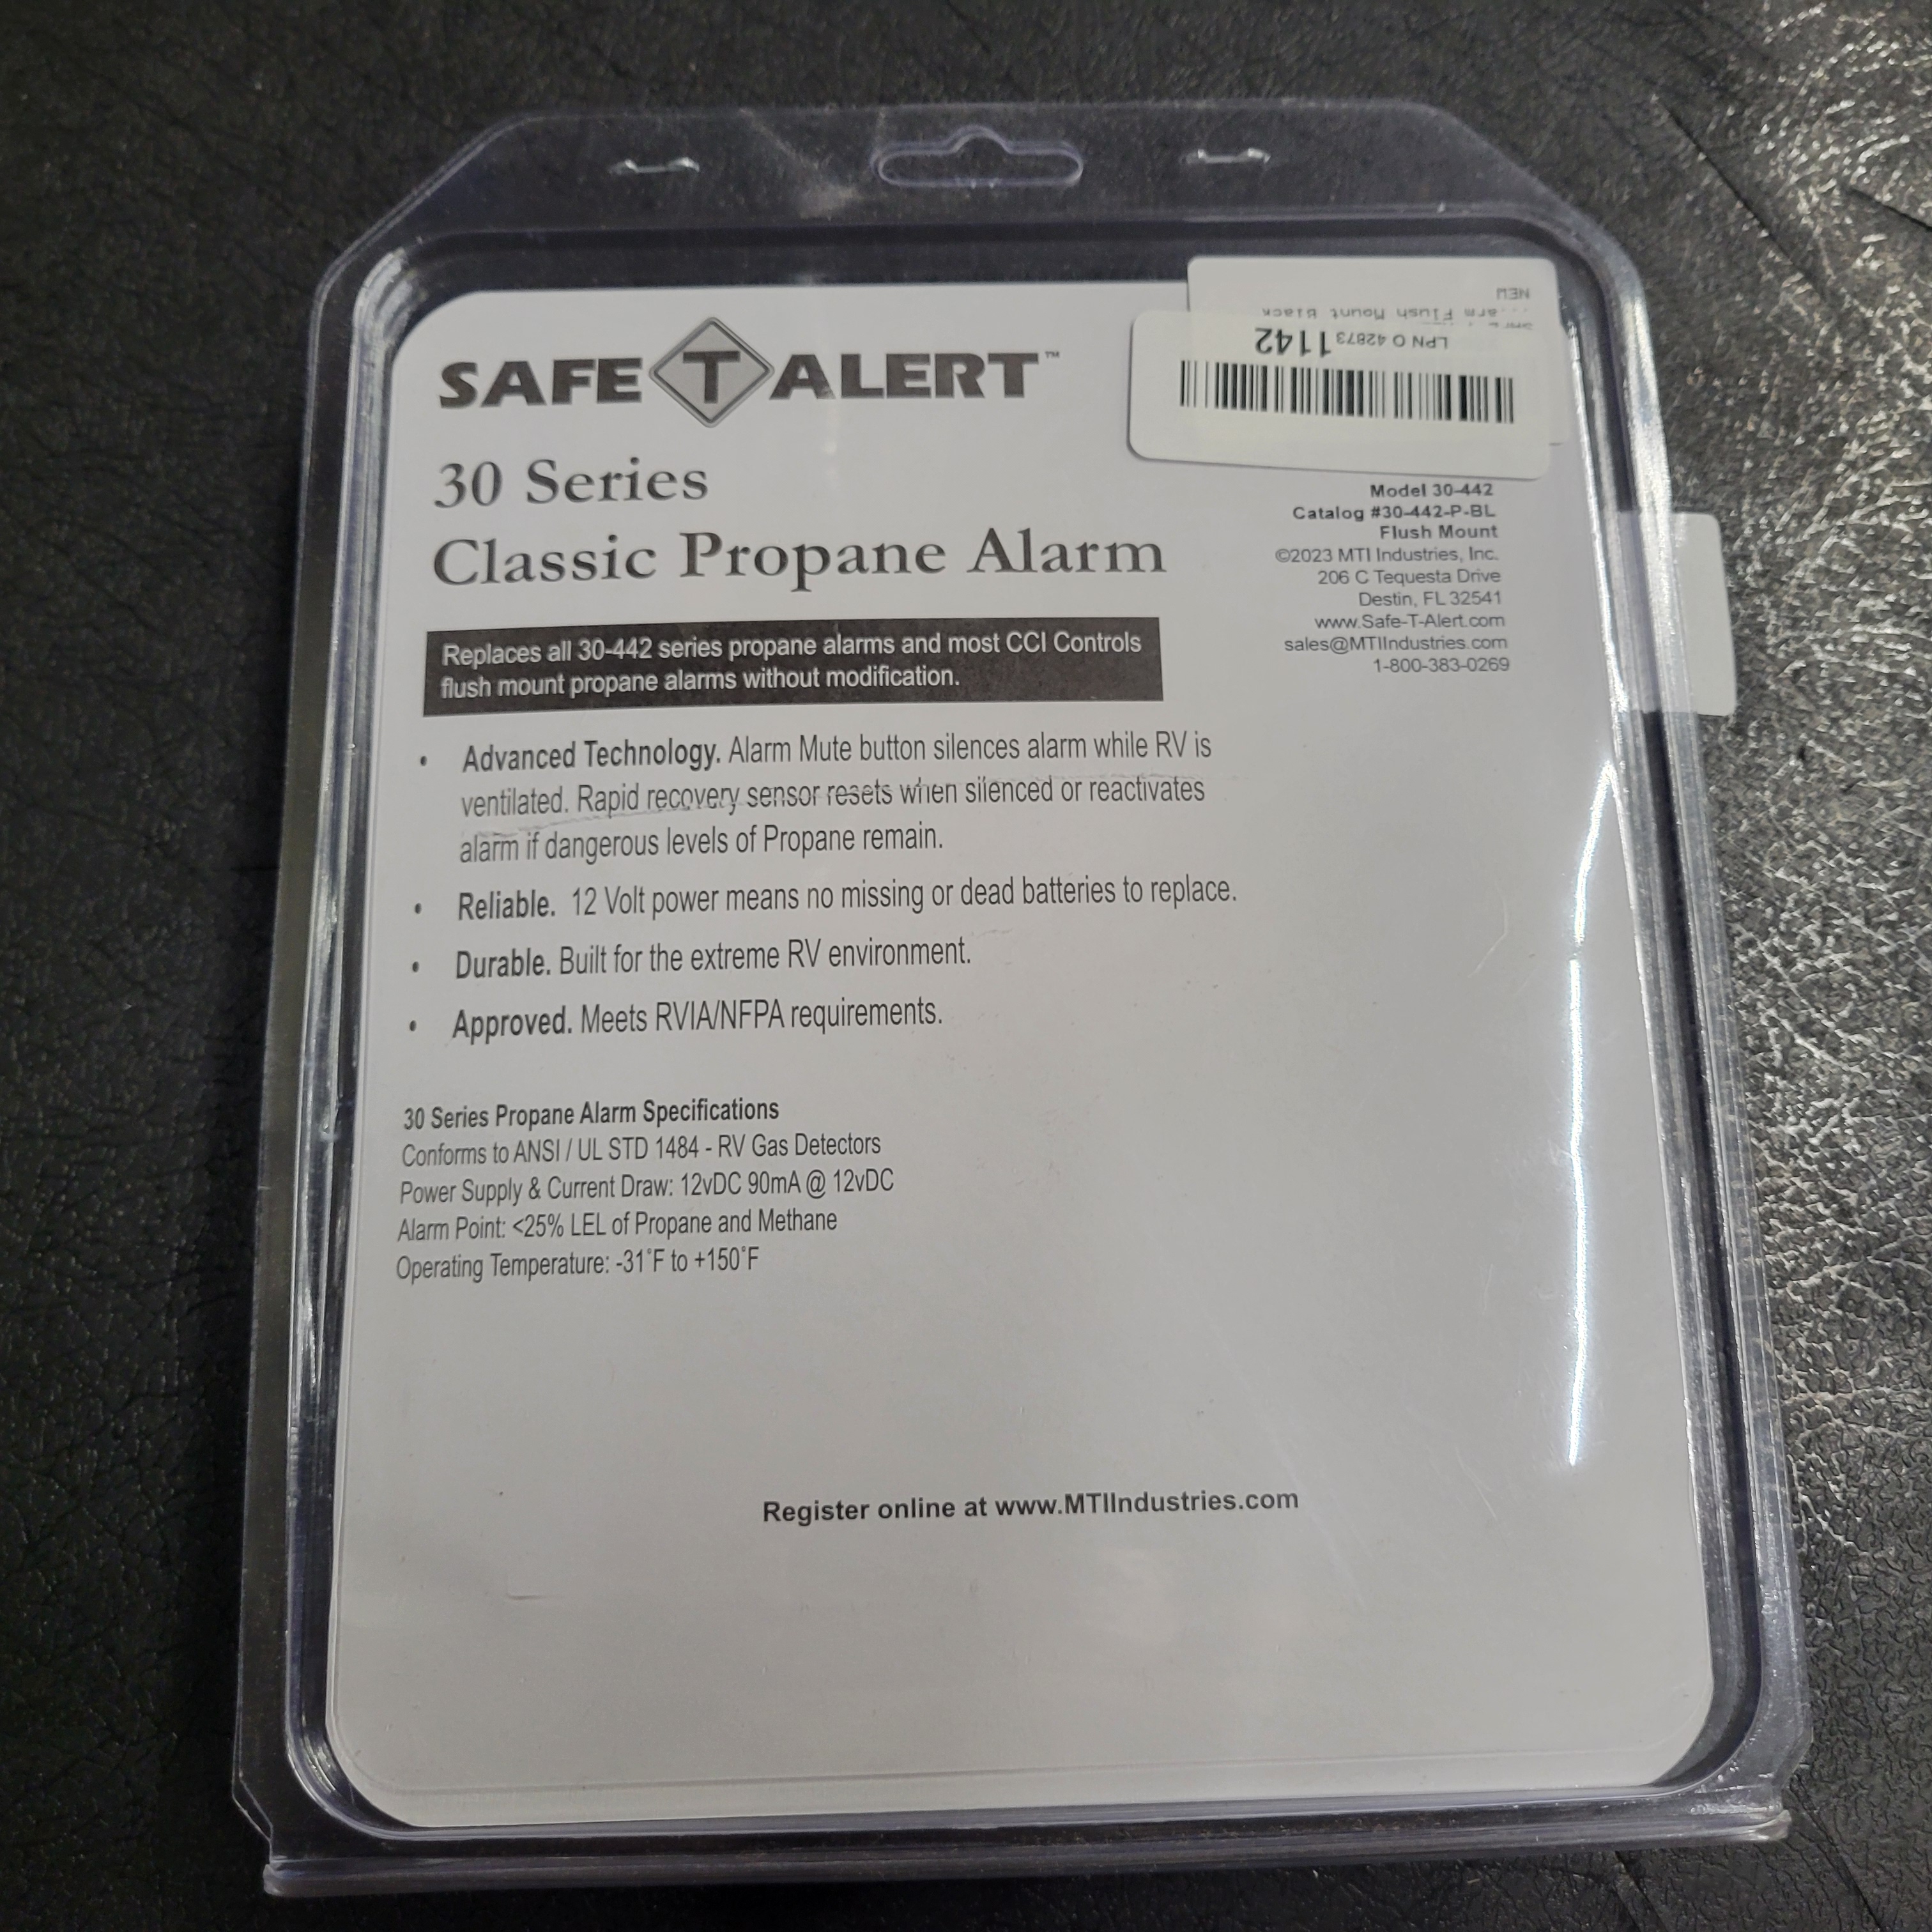 SAFE T ALERT™
30 Series
Classic Propane Alarm
Replaces all 30-442 series propane alarms and most CCI Controls
flush mount propane alarms without modification.
NEW
Flush Mount Black
LPN O 42873 1142
Model 30-442
Catalog #30-442-P-BL
Flush Mount
©2023 MTI Industries, Inc.
206 C Tequesta Drive
Destin, FL 32541
www.Safe-T-Alert.com
sales@MTIIndustries.com
1-800-383-0269
• Advanced Technology. Alarm Mute button silences alarm while RV is
ventilated. Rapid recovery sensor resets when silenced or reactivates
alarm if dangerous levels of Propane remain.
• Reliable. 12 Volt power means no missing or dead batteries to replace.
• Durable. Built for the extreme RV environment.
• Approved. Meets RVIA/NFPA requirements.
30 Series Propane Alarm Specifications
Conforms to ANSI / UL STD 1484 - RV Gas Detectors
Power Supply & Current Draw: 12vDC 90mA @ 12vDC
Alarm Point: <25% LEL of Propane and Methane
Operating Temperature: -31°F to +150°F
Register online at www.MTIIndustries.com